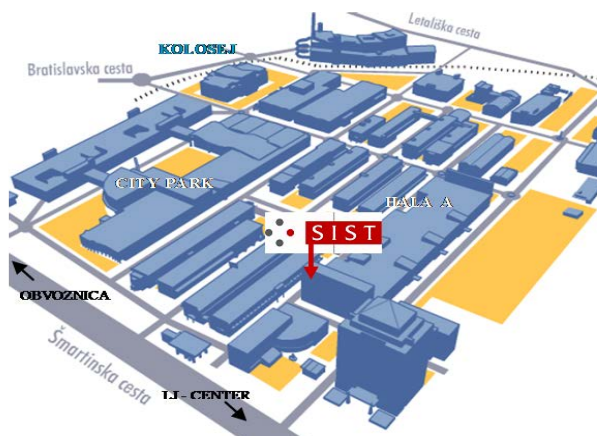 Letališka cesta
KOLOSEJ
Bratislavska cesta
CITY PARK
HALA A
SIST
OBVOZNICA
Šmartinska cesta
LJ - CENTER